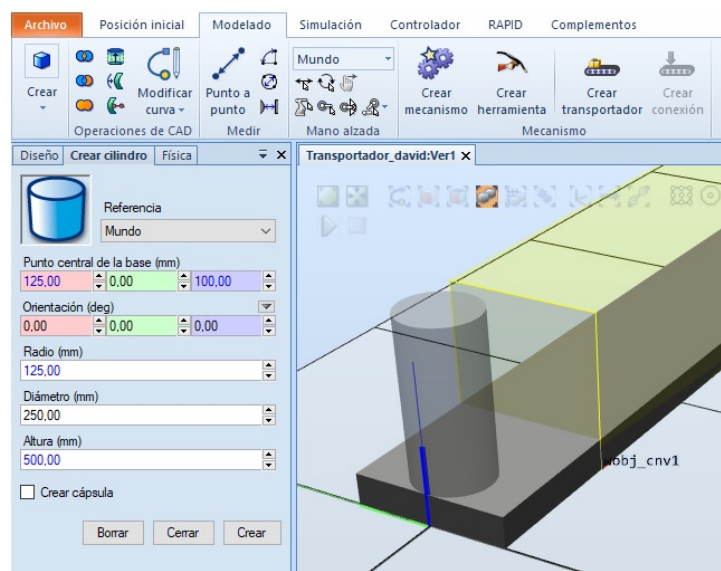 Archivo Posición inicial Modelado Simulación Controlador RAPID Complementos
Mundo
Crear Modificar curva Punto a punto Crear mecanismo Crear herramienta Crear transportador Crear conexión
Operaciones de CAD Medir Mano alzada Mecanismo
Diseño Crear cilindro Física Transportador_david:Ver1
Referencia
Mundo
Punto central de la base (mm)
125,00 0,00 100,00
Orientación (deg)
0,00 0,00 0,00
Radio (mm)
125,00
Diámetro (mm)
250,00
Altura (mm)
500,00
wobj_cnv1
Crear cápsula
Borrar Cerrar Crear